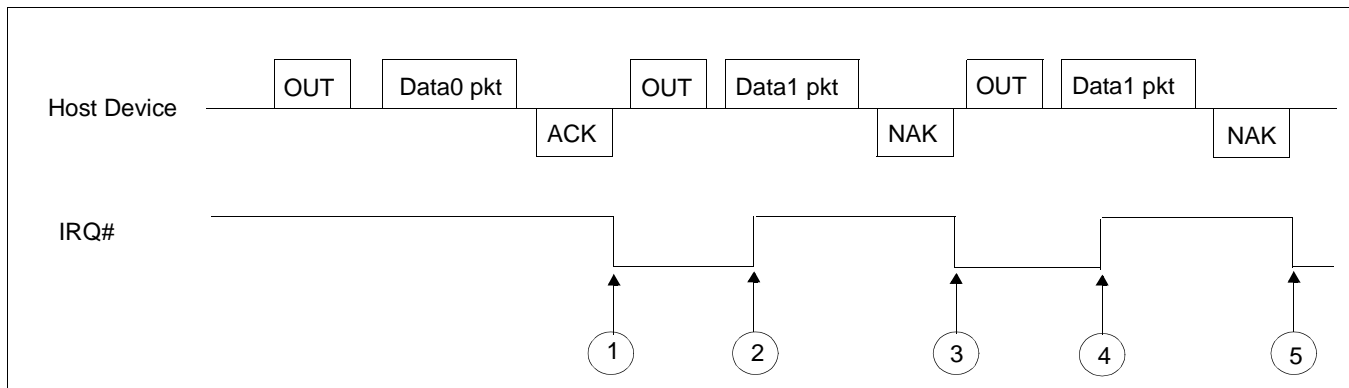 OUT Data0 pkt OUT Data1 pkt OUT Data1 pkt
Host Device
ACK NAK NAK
IRQ#
1 2 3 4 5